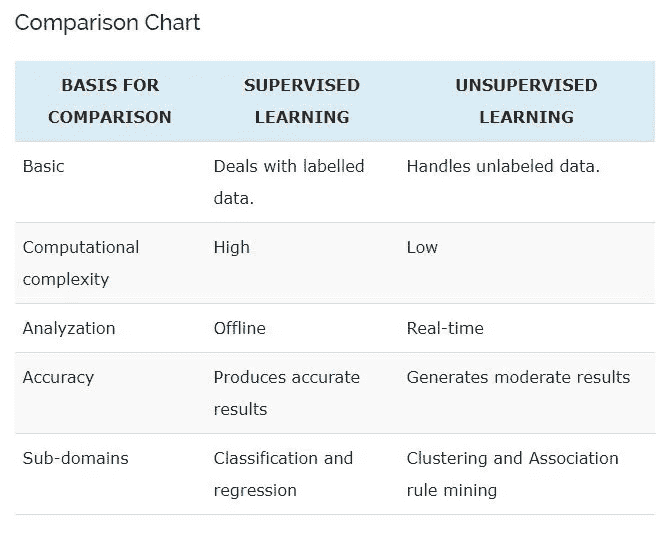 Comparison Chart
BASIS FOR COMPARISON SUPERVISED LEARNING UNSUPERVISED LEARNING
Basic Deals with labelled data. Handles unlabeled data.
Computational complexity High Low
Analyzation Offline Real-time
Accuracy Produces accurate results Generates moderate results
Sub-domains Classification and regression Clustering and Association rule mining